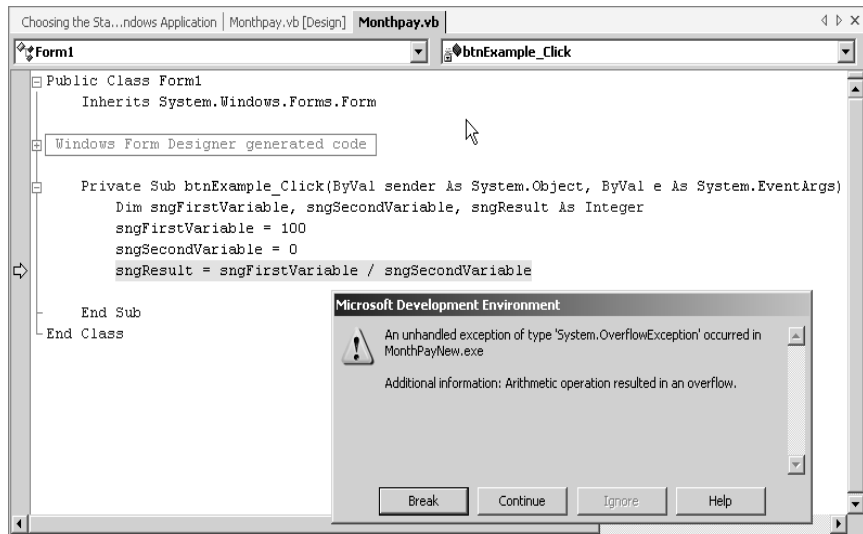 Choosing the Sta...ndows Application | Monthpay.vb [Design] Monthpay.vb
Form1 btnExample_Click
Public Class Form1
Inherits System.Windows.Forms.Form
Windows Form Designer generated code
Private Sub btnExample_Click(ByVal sender As System.Object, ByVal e As System.EventArgs)
Dim sngFirstVariable, sngSecondVariable, sngResult As Integer
sngFirstVariable = 100
sngSecondVariable = 0
sngResult = sngFirstVariable / sngSecondVariable
End Sub
End Class
Microsoft Development Environment
An unhandled exception of type 'System.OverflowException' occurred in
MonthPayNew.exe
Additional information: Arithmetic operation resulted in an overflow.
Break Continue Ignore Help